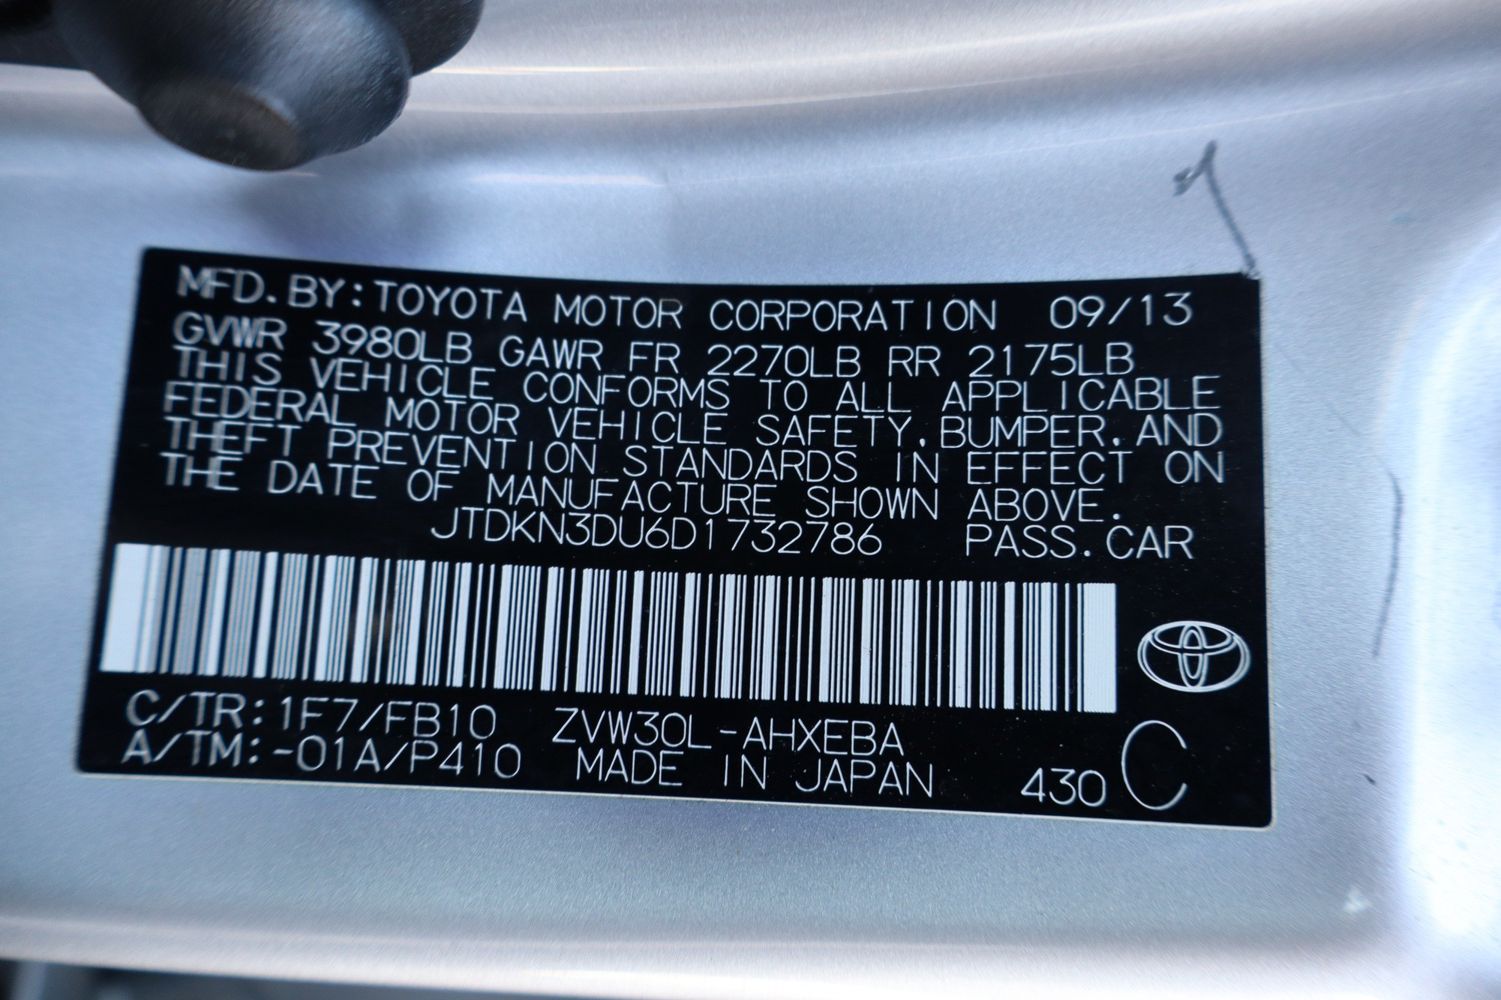 MFD. BY: TOYOTA MOTOR CORPORATION 09/13
GVWR 3980LB GAWR FR 2270LB RR 2175LB
THIS VEHICLE CONFORMS TO ALL APPLICABLE
FEDERAL MOTOR VEHICLE SAFETY, BUMPER, AND
THEFT PREVENTION STANDARDS IN EFFECT ON
THE DATE OF MANUFACTURE SHOWN ABOVE.
JTDKN3DU6D1732786 PASS. CAR
C/TR: 1F7/FB10 ZVW30L-AHXEBA
A/TM: -01A/P410 MADE IN JAPAN 430 C